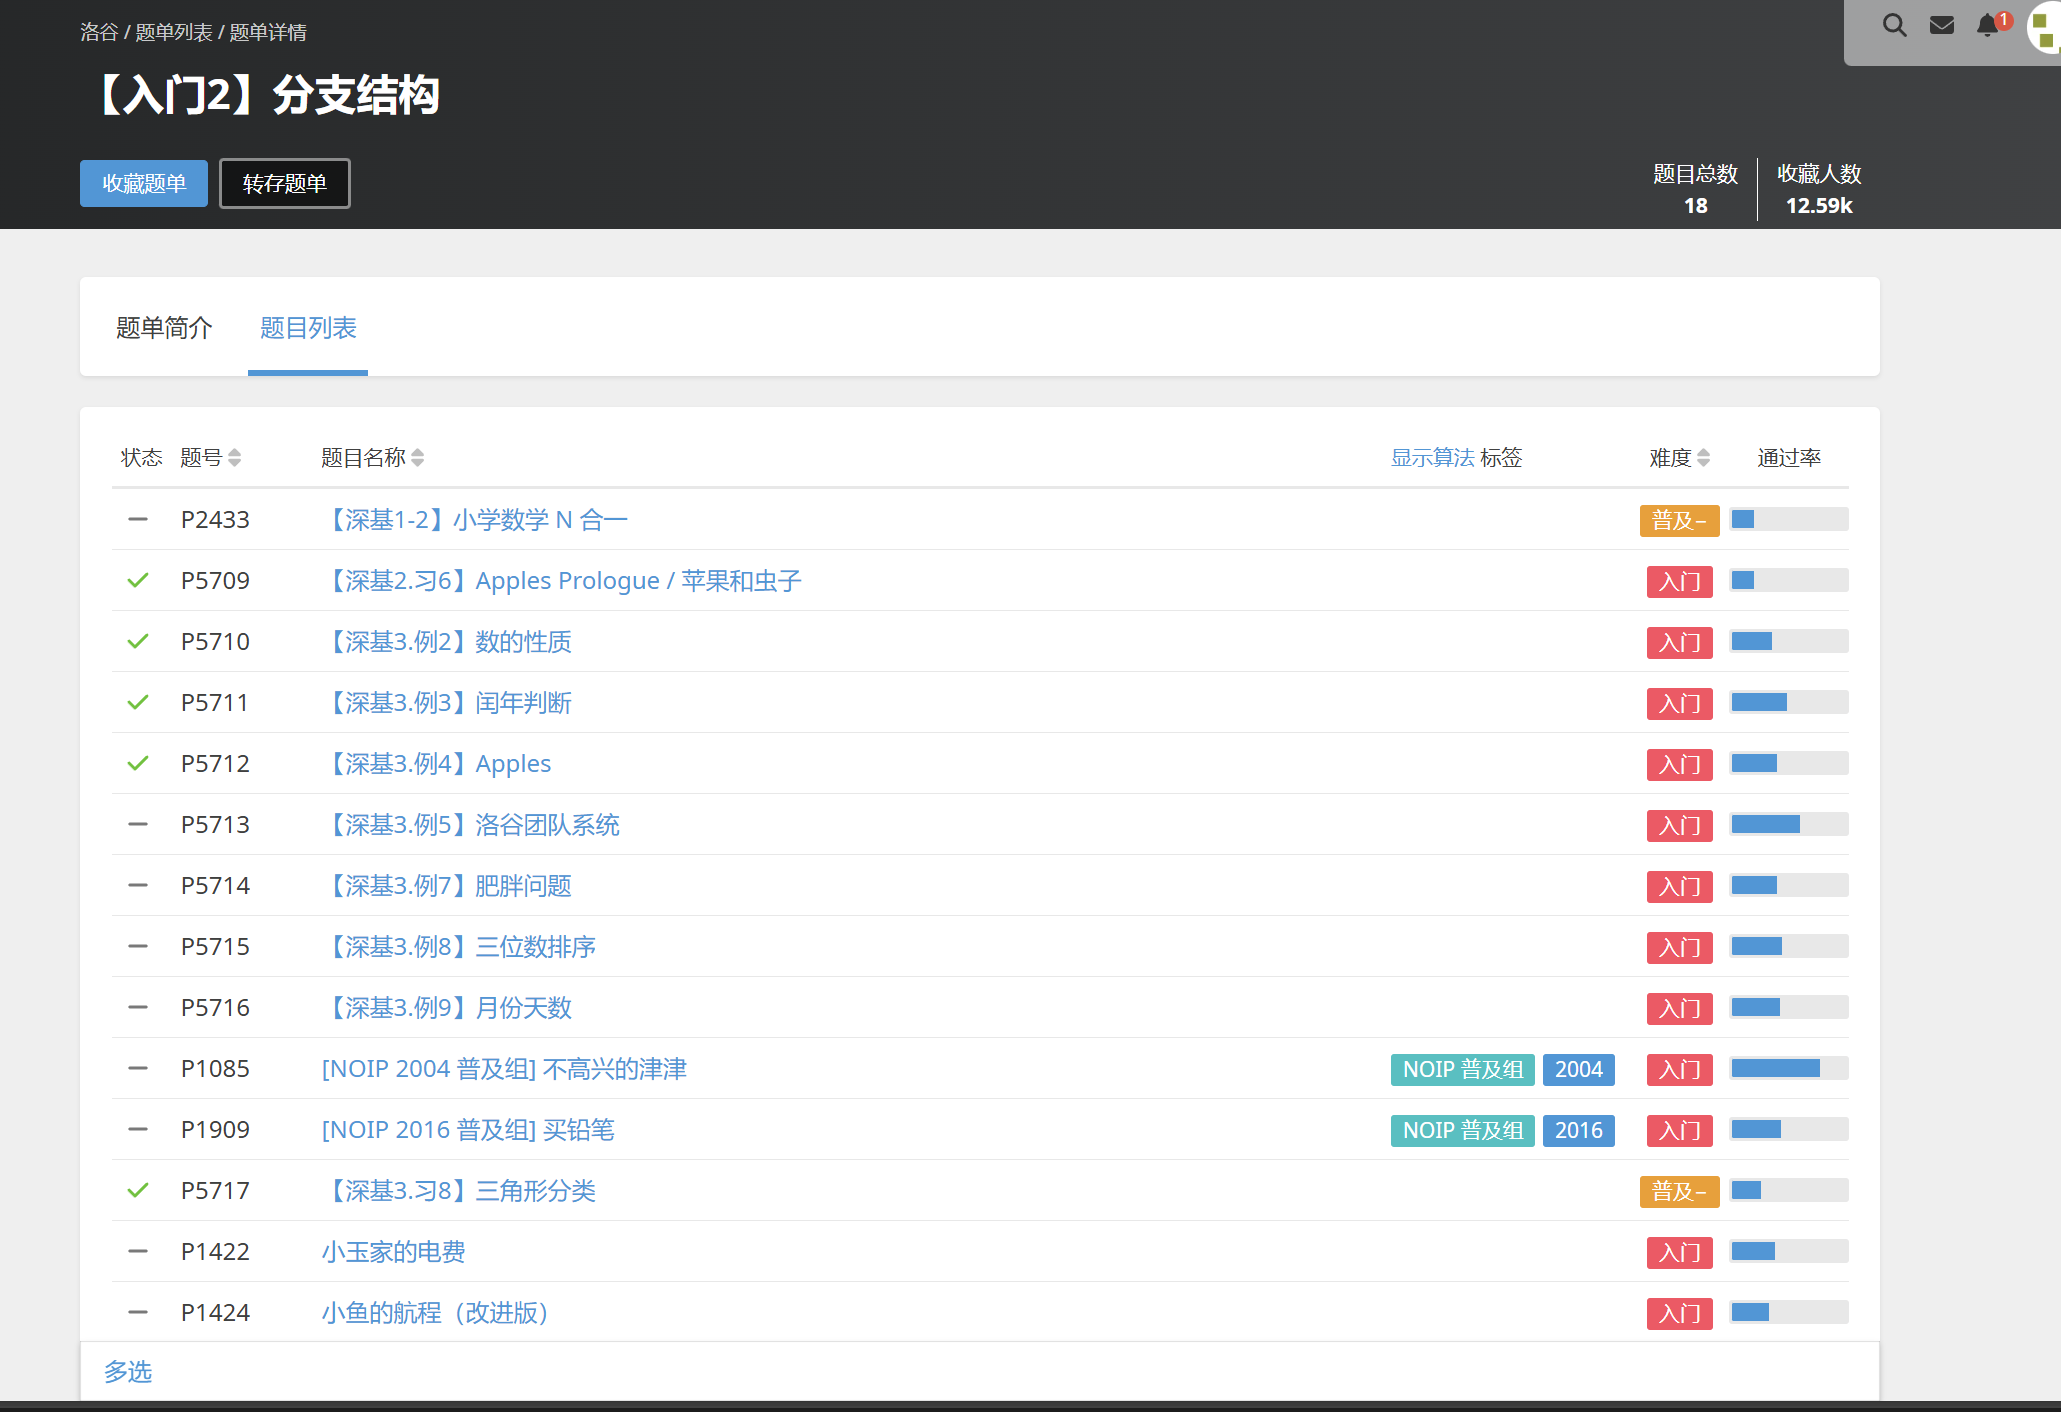 洛谷 / 题单列表 / 题单详情
1
【入门2】分支结构
收藏题单 转存题单
题目总数 收藏人数
18 12.59k
题单简介 题目列表
状态 题号 题目名称 显示算法 标签 难度 通过率
P2433 【深基1-2】小学数学 N 合一 普及−
P5709 【深基2.习6】Apples Prologue / 苹果和虫子 入门
P5710 【深基3.例2】数的性质 入门
P5711 【深基3.例3】闰年判断 入门
P5712 【深基3.例4】Apples 入门
P5713 【深基3.例5】洛谷团队系统 入门
P5714 【深基3.例7】肥胖问题 入门
P5715 【深基3.例8】三位数排序 入门
P5716 【深基3.例9】月份天数 入门
P1085 [NOIP 2004 普及组] 不高兴的津津 NOIP 普及组 2004 入门
P1909 [NOIP 2016 普及组] 买铅笔 NOIP 普及组 2016 入门
P5717 【深基3.习8】三角形分类 普及−
P1422 小玉家的电费 入门
P1424 小鱼的航程（改进版） 入门
多选